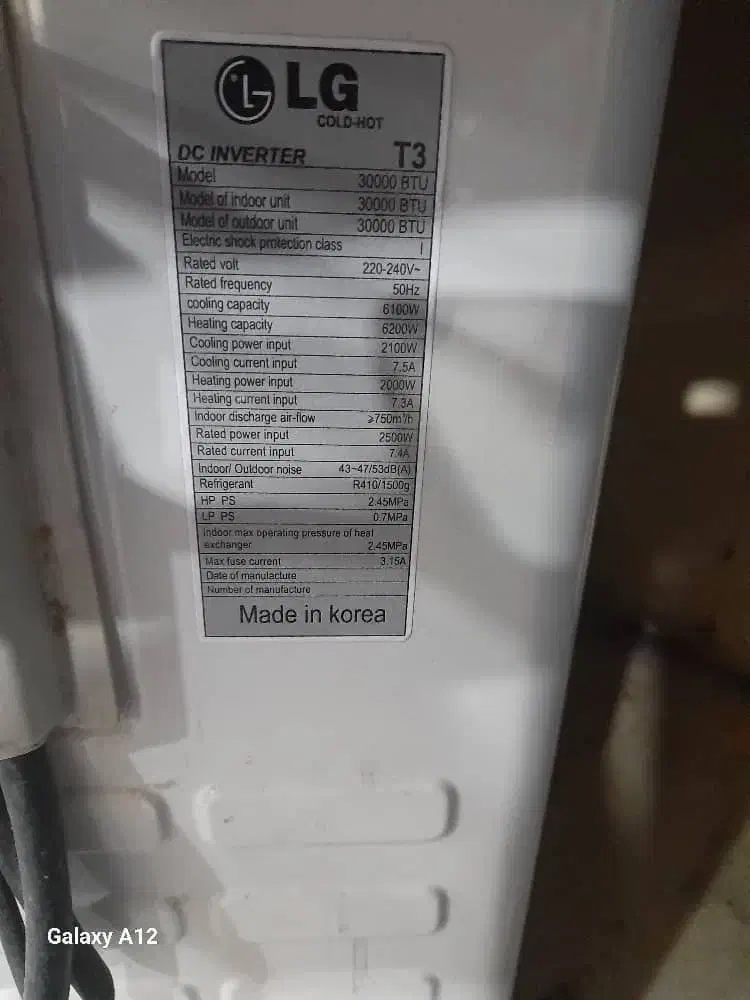 LG
COLD-HOT
DC INVERTER T3
Model 30000 BTU
Model of indoor unit 30000 BTU
Model of outdoor unit 30000 BTU
Electric shock protection class I
Rated volt 220-240V~
Rated frequency 50Hz
cooling capacity 6100W
Heating capacity 6200W
Cooling power input 2100W
Cooling current input 7.5A
Heating power input 2000W
Heating current input 7.3A
Indoor discharge air-flow ≥750m³/h
Rated power input 2500W
Rated current input 7.4A
Indoor/ Outdoor noise 43~47/53dB(A)
Refrigerant R410/1500g
HP PS 2.45MPa
LP PS 0.7MPa
Indoor max operating pressure of heat
exchanger 2.45MPa
Max fuse current 3.15A
Date of manufacture
Number of manufacture
Made in korea
Galaxy A12